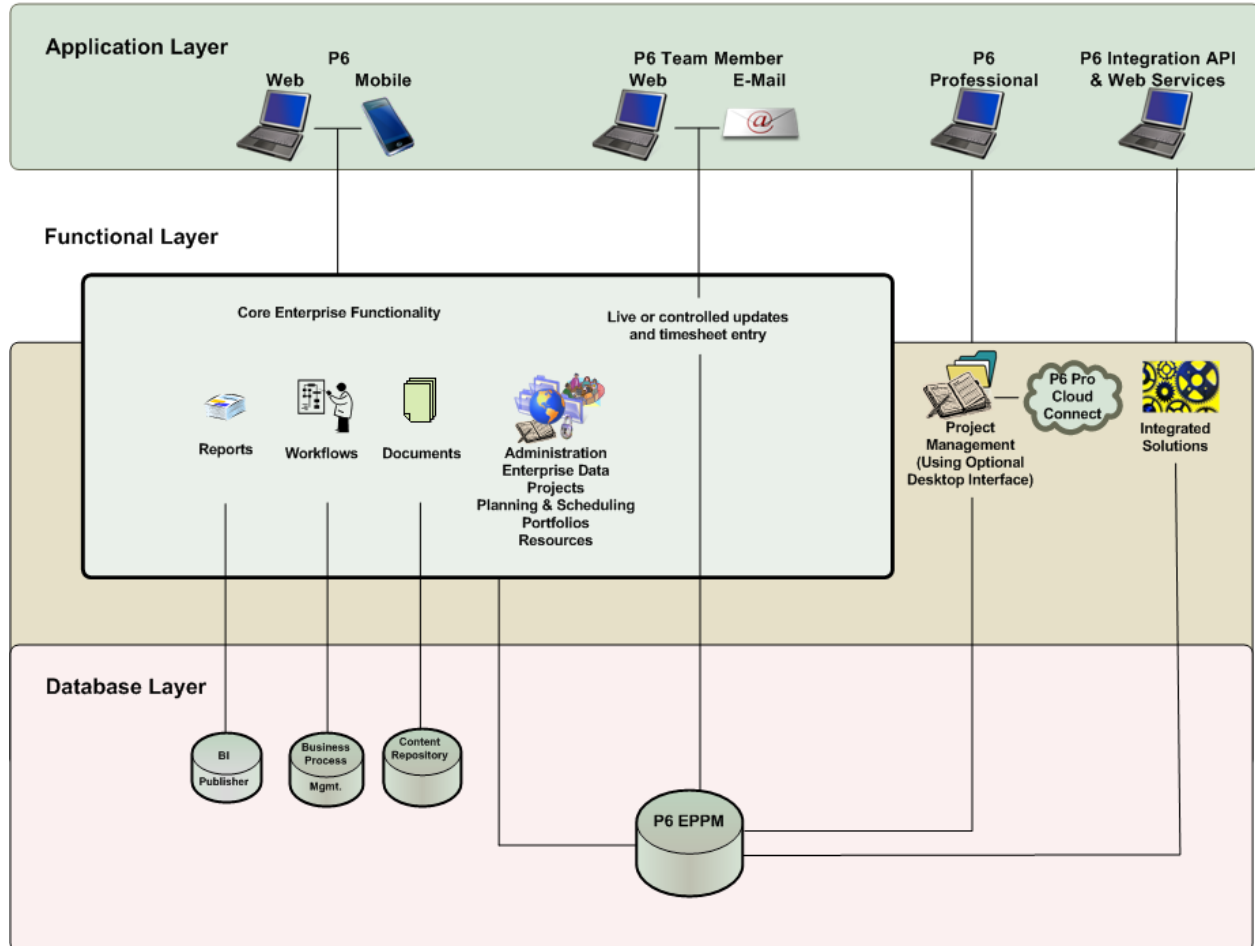 Application Layer
P6
Web
Mobile
P6 Team Member
Web
E-Mail
P6
Professional
P6 Integration API
& Web Services
@
Functional Layer
Core Enterprise Functionality
Live or controlled updates
and timesheet entry
Reports
Workflows
Documents
Administration
Enterprise Data
Projects
Planning & Scheduling
Portfolios
Resources
Project
Management
(Using Optional
Desktop Interface)
P6 Pro
Cloud
Connect
Integrated
Solutions
Database Layer
BI
Publisher
Business
Process
Mgmt.
Content
Repository
P6 EPPM